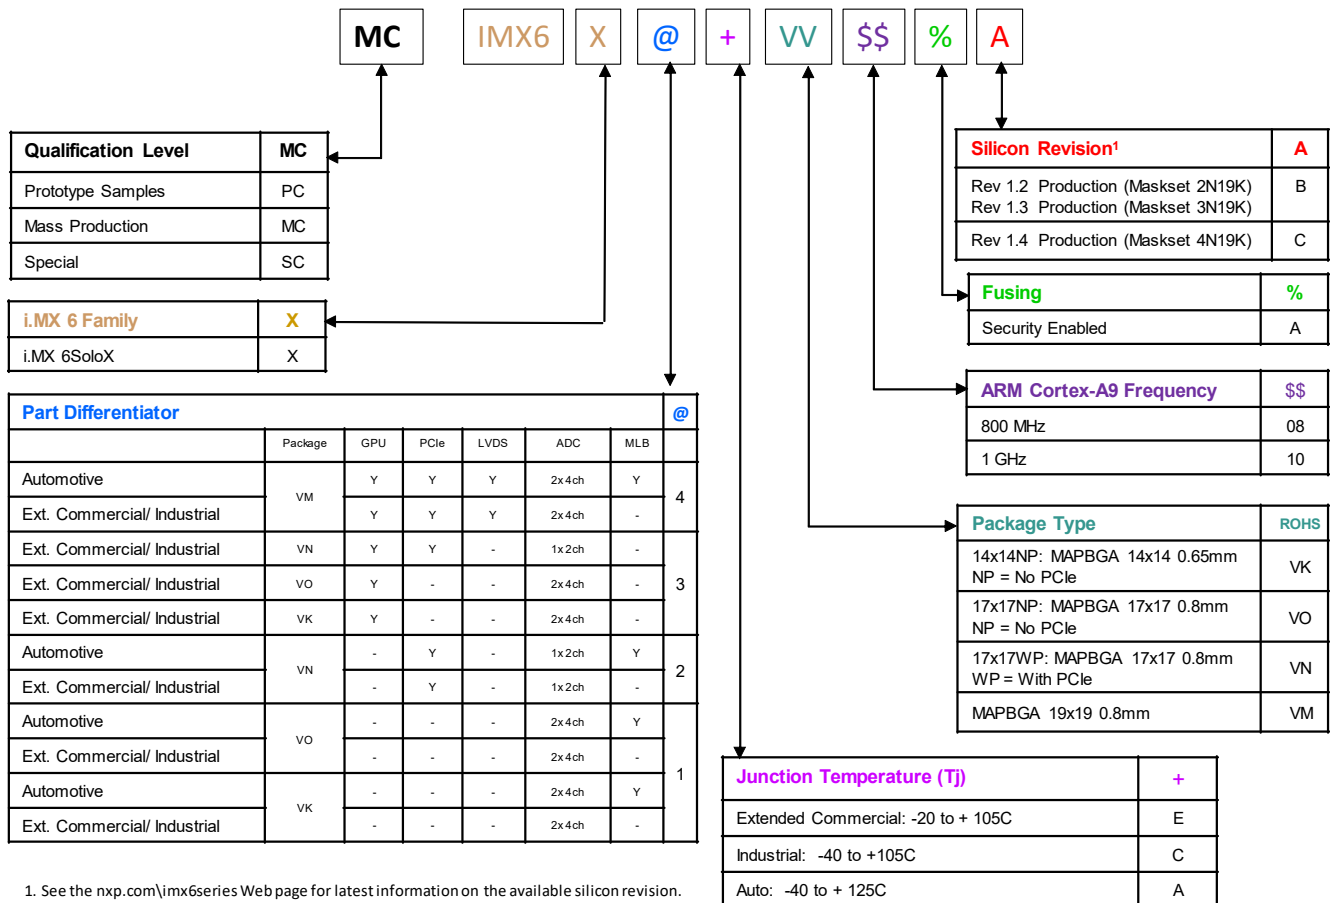 MC IMX6 X @ + VV $$ % A
Qualification Level MC
Prototype Samples PC
Mass Production MC
Special SC
i.MX 6 Family X
i.MX 6SoloX X
Part Differentiator @
Package GPU PCIe LVDS ADC MLB
Automotive VM Y Y Y 2x4ch Y 4
Ext. Commercial/ Industrial Y Y Y 2x4ch -
Ext. Commercial/ Industrial VN Y Y - 1x2ch - 3
Ext. Commercial/ Industrial VO Y - - 2x4ch -
Ext. Commercial/ Industrial VK Y - - 2x4ch -
Automotive VN - Y - 1x2ch Y 2
Ext. Commercial/ Industrial - Y - 1x2ch -
Automotive VO - - - 2x4ch Y 1
Ext. Commercial/ Industrial - - - 2x4ch -
Automotive VK - - - 2x4ch Y
Ext. Commercial/ Industrial - - - 2x4ch -
1. See the nxp.com\imx6series Web page for latest information on the available silicon revision.
Silicon Revision1 A
Rev 1.2 Production (Maskset 2N19K) B
Rev 1.3 Production (Maskset 3N19K)
Rev 1.4 Production (Maskset 4N19K) C
Fusing %
Security Enabled A
ARM Cortex-A9 Frequency $$
800 MHz 08
1 GHz 10
Package Type ROHS
14x14NP: MAPBGA 14x14 0.65mm VK
NP = No PCIe
17x17NP: MAPBGA 17x17 0.8mm VO
NP = No PCIe
17x17WP: MAPBGA 17x17 0.8mm VN
WP = With PCIe
MAPBGA 19x19 0.8mm VM
Junction Temperature (Tj) +
Extended Commercial: -20 to + 105C E
Industrial: -40 to +105C C
Auto: -40 to + 125C A